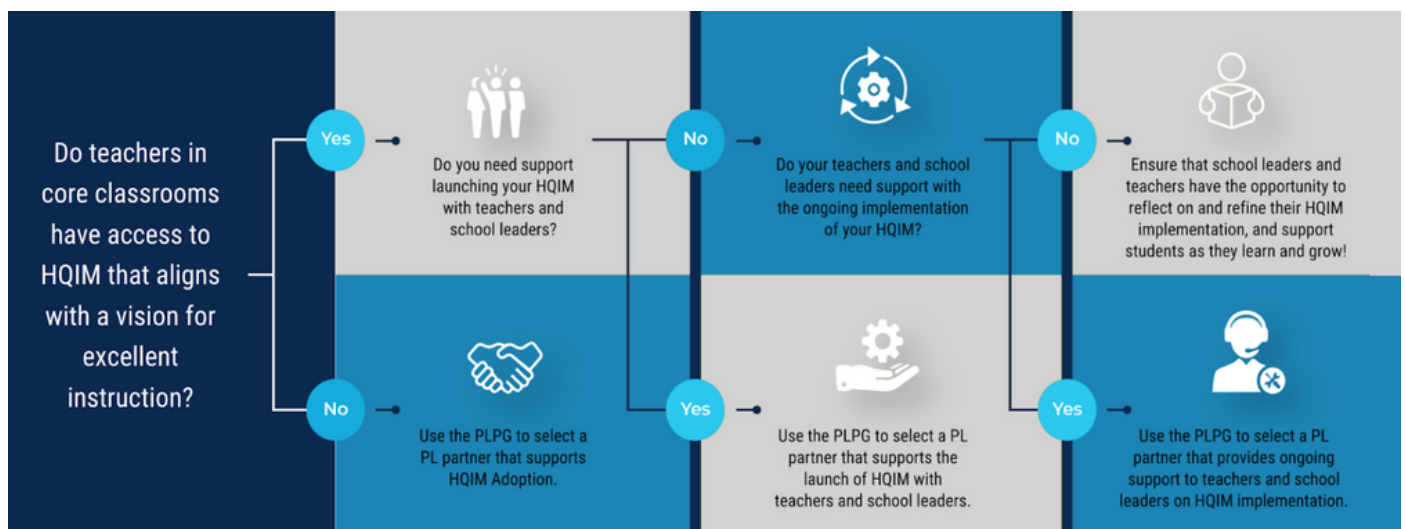 Do teachers in
core classrooms
have access to
HQIM that aligns
with a vision for
excellent
instruction?
Yes
Do you need support
launching your HQIM
with teachers and
school leaders?
No
Use the PLPG to select a
PL partner that supports
HQIM Adoption.
No
Do your teachers and school
leaders need support with
the ongoing implementation
of your HQIM?
Yes
Use the PLPG to select a PL
partner that supports the
launch of HQIM with
teachers and school leaders.
No
Ensure that school leaders and
teachers have the opportunity to
reflect on and refine their HQIM
implementation, and support
students as they learn and grow!
Yes
Use the PLPG to select a PL
partner that provides ongoing
support to teachers and school
leaders on HQIM implementation.